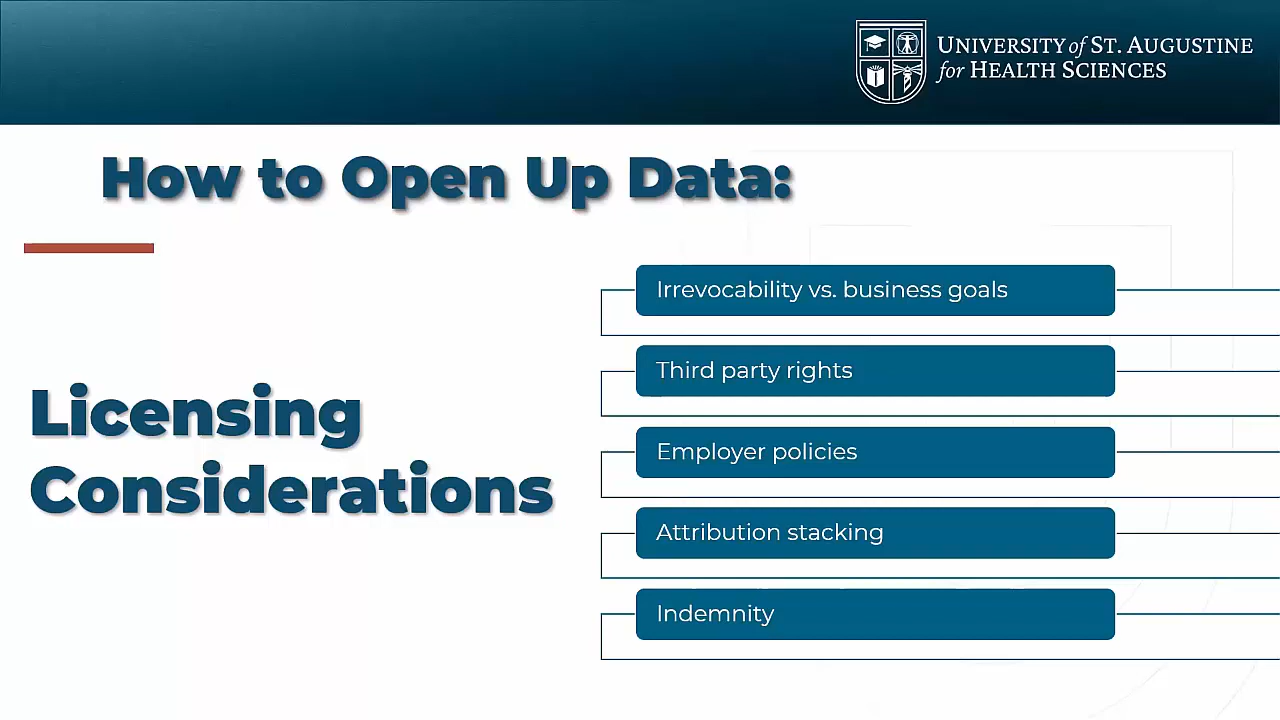 UNIVERSITY of ST. AUGUSTINE
for HEALTH SCIENCES
How to Open Up Data:
Licensing
Considerations
Irrevocability vs. business goals
Third party rights
Employer policies
Attribution stacking
Indemnity